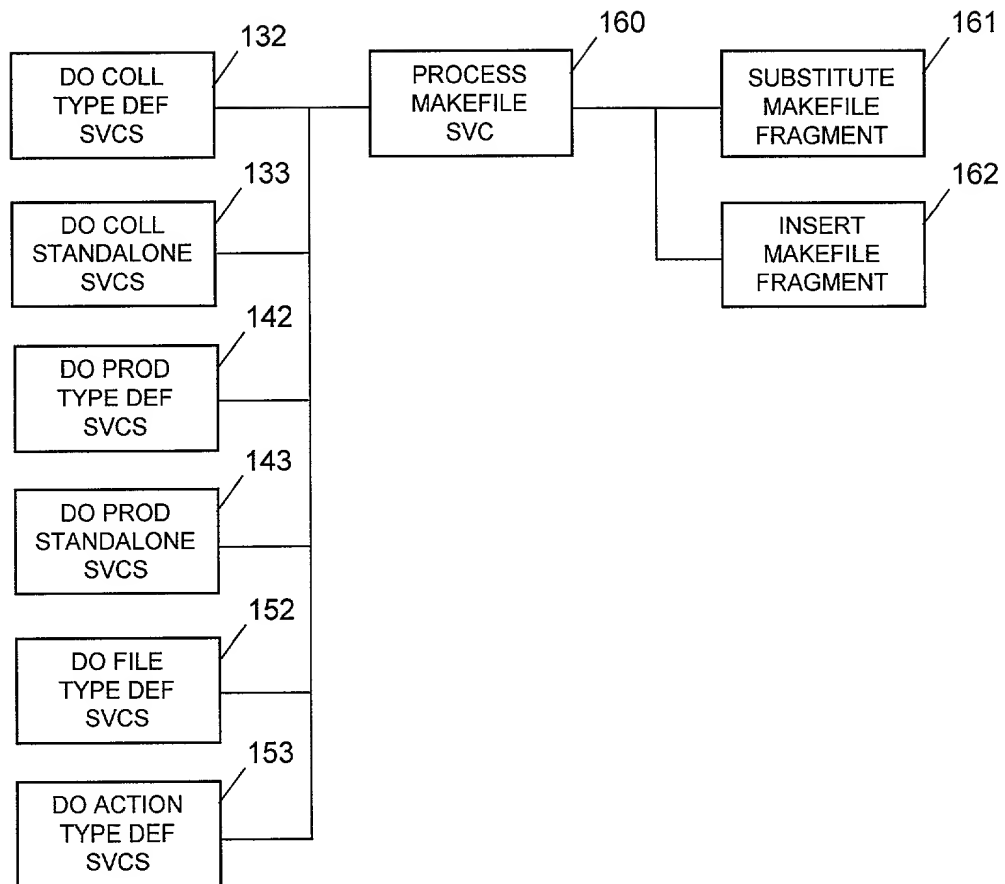 132
DO COLL
TYPE DEF
SVCS
160
PROCESS
MAKEFILE
SVC
161
SUBSTITUTE
MAKEFILE
FRAGMENT
133
DO COLL
STANDALONE
SVCS
162
INSERT
MAKEFILE
FRAGMENT
142
DO PROD
TYPE DEF
SVCS
143
DO PROD
STANDALONE
SVCS
152
DO FILE
TYPE DEF
SVCS
153
DO ACTION
TYPE DEF
SVCS